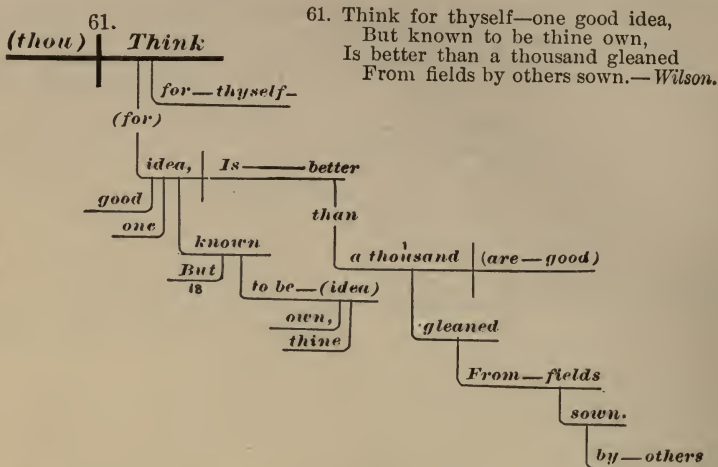 61. Think for thyself—one good idea,
But known to be thine own,
Is better than a thousand gleaned
From fields by others sown.—Wilson.
61.
(thou) Think
for—thyself-
(for)
idea, Is—better
good
one
than
known
a thousand (are—good)
But
18
to be—(idea)
own,
thine
gleaned
From—fields
sown.
by—others